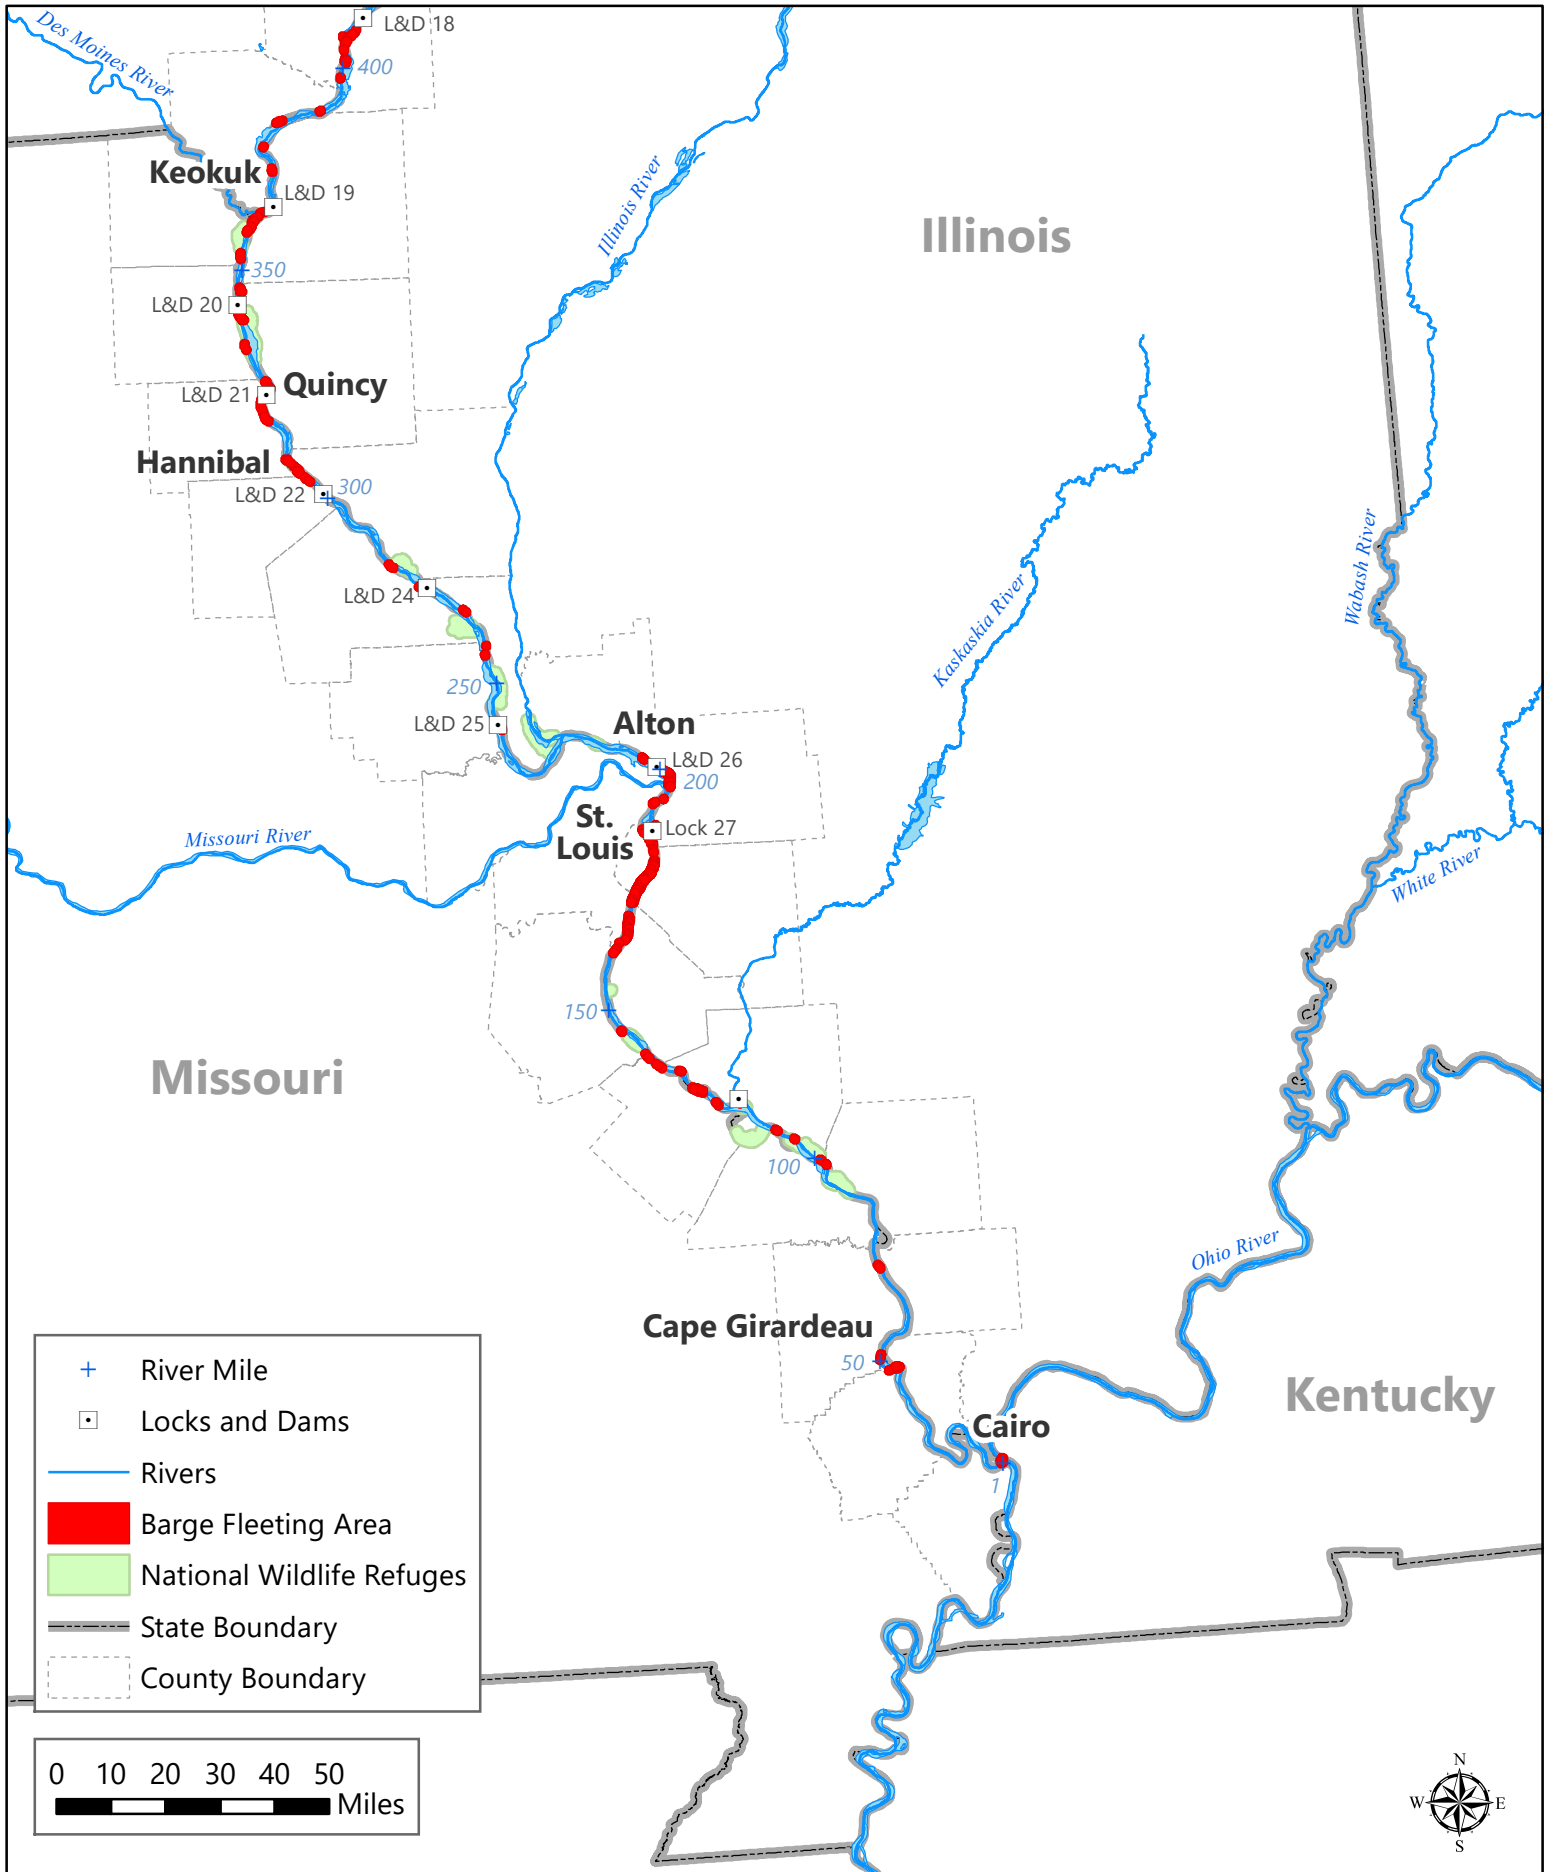 Des Moines River
L&D 18
400
Keokuk
L&D 19
Illinois River
Illinois
350
L&D 20
L&D 21
Quincy
Hannibal
L&D 22
300
L&D 24
Kaskaskia River
Wabash River
250
L&D 25
Alton
L&D 26
200
St.
Louis
Lock 27
Missouri River
White River
150
Missouri
100
Ohio River
Cape Girardeau
50
Kentucky
Cairo
1
River Mile
Locks and Dams
Rivers
Barge Fleeting Area
National Wildlife Refuges
State Boundary
County Boundary
0 10 20 30 40 50
Miles
N
W E
S